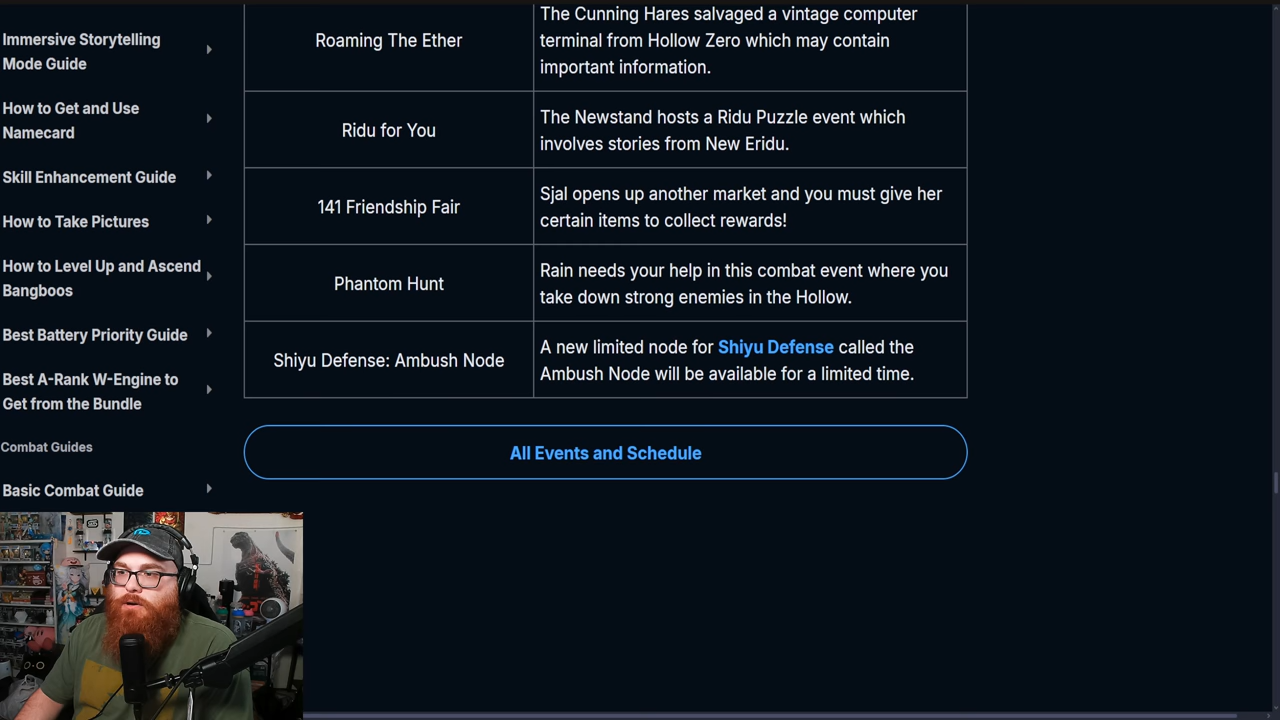 Immersive Storytelling
Mode Guide
How to Get and Use
Namecard
Skill Enhancement Guide
How to Take Pictures
How to Level Up and Ascend
Bangboos
Best Battery Priority Guide
Best A-Rank W-Engine to
Get from the Bundle
Combat Guides
Basic Combat Guide
Roaming The Ether
The Cunning Hares salvaged a vintage computer
terminal from Hollow Zero which may contain
important information.
Ridu for You
The Newstand hosts a Ridu Puzzle event which
involves stories from New Eridu.
141 Friendship Fair
Sjal opens up another market and you must give her
certain items to collect rewards!
Phantom Hunt
Rain needs your help in this combat event where you
take down strong enemies in the Hollow.
Shiyu Defense: Ambush Node
A new limited node for Shiyu Defense called the
Ambush Node will be available for a limited time.
All Events and Schedule